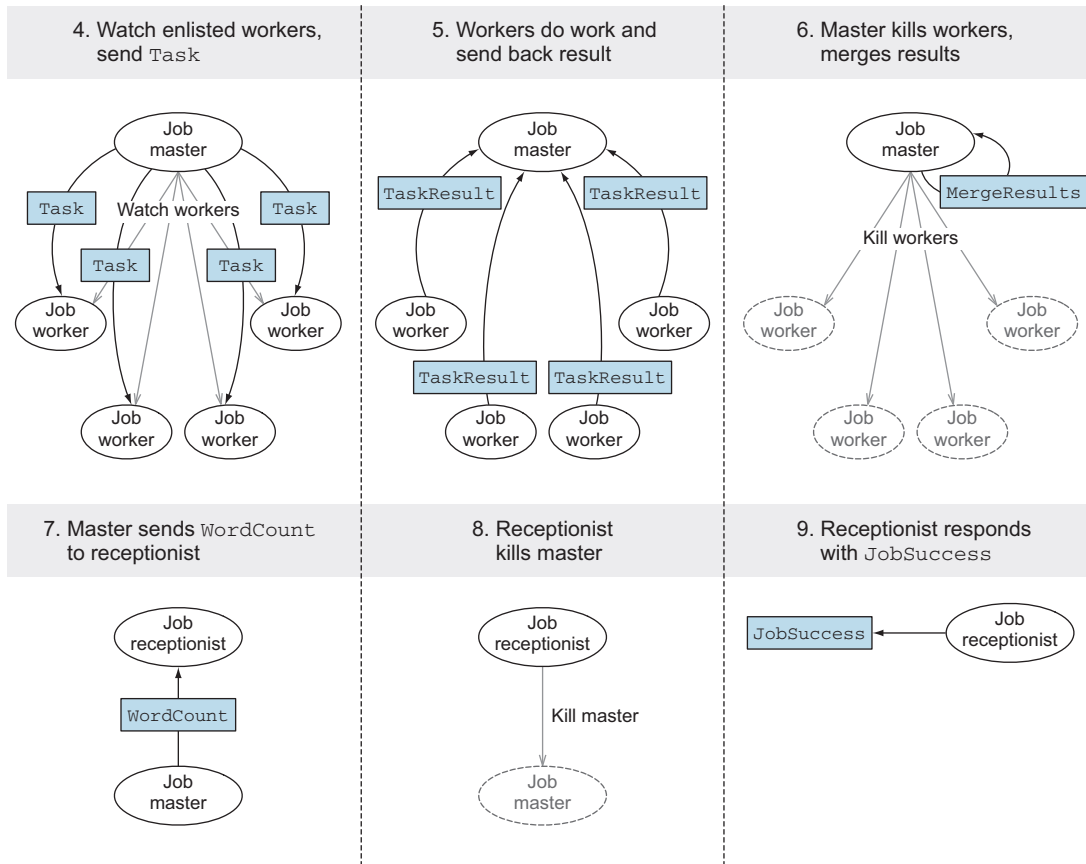 4. Watch enlisted workers,
send Task
Job
master
Task
Task
Watch workers
Task
Task
Job
worker
Job
worker
Job
worker
Job
worker
5. Workers do work and
send back result
Job
master
TaskResult
TaskResult
Job
worker
Job
worker
TaskResult
TaskResult
Job
worker
Job
worker
6. Master kills workers,
merges results
Job
master
MergeResults
Kill workers
Job
worker
Job
worker
Job
worker
Job
worker
7. Master sends WordCount
to receptionist
Job
receptionist
WordCount
Job
master
8. Receptionist
kills master
Job
receptionist
Kill master
Job
master
9. Receptionist responds
with JobSuccess
JobSuccess
Job
receptionist